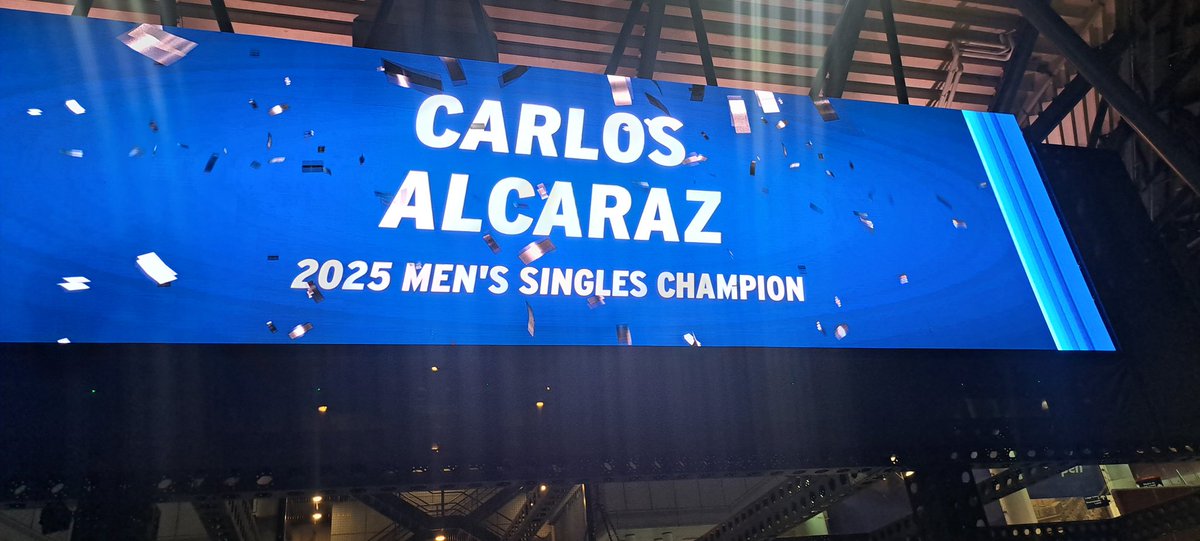 CARLOS
ALCARAZ
2025 MEN'S SINGLES CHAMPION